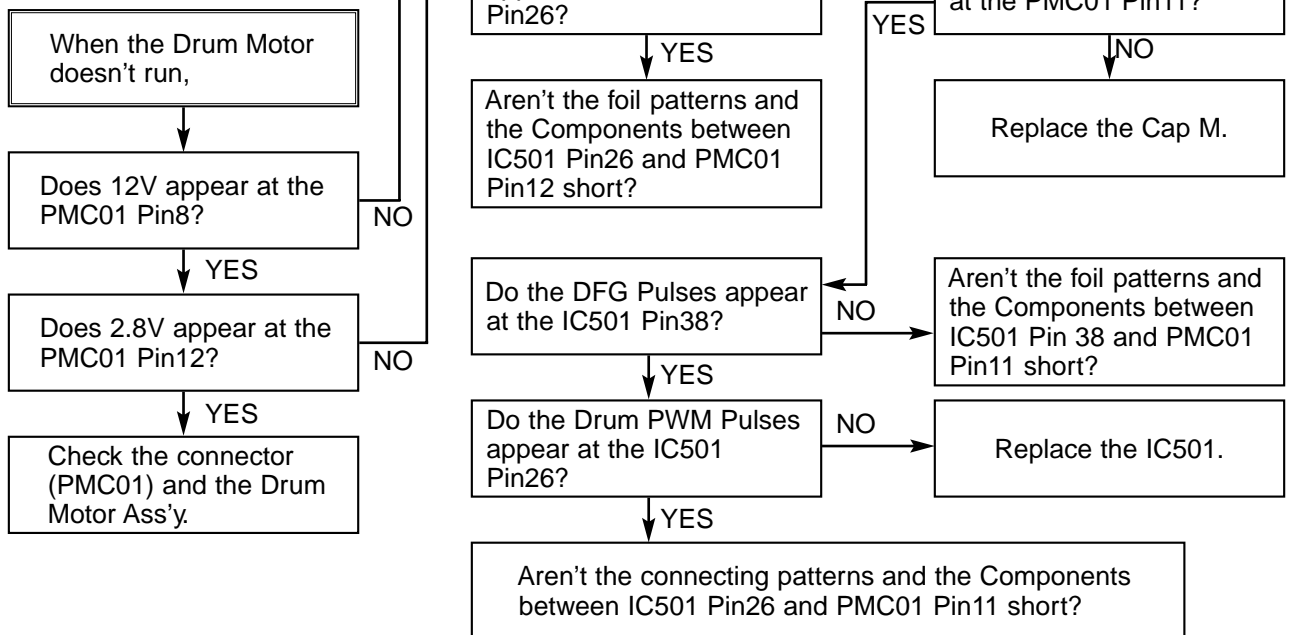 When the Drum Motor
doesn't run,
Does 12V appear at the
PMC01 Pin8?
NO
YES
Does 2.8V appear at the
PMC01 Pin12?
NO
YES
Check the connector
(PMC01) and the Drum
Motor Ass'y.
Pin26?
YES
Aren't the foil patterns and
the Components between
IC501 Pin26 and PMC01
Pin12 short?
at the PMC01 Pin11?
YES
NO
Replace the Cap M.
Do the DFG Pulses appear
at the IC501 Pin38?
NO
Aren't the foil patterns and
the Components between
IC501 Pin 38 and PMC01
Pin11 short?
YES
Do the Drum PWM Pulses
appear at the IC501
Pin26?
NO
Replace the IC501.
YES
Aren't the connecting patterns and the Components
between IC501 Pin26 and PMC01 Pin11 short?